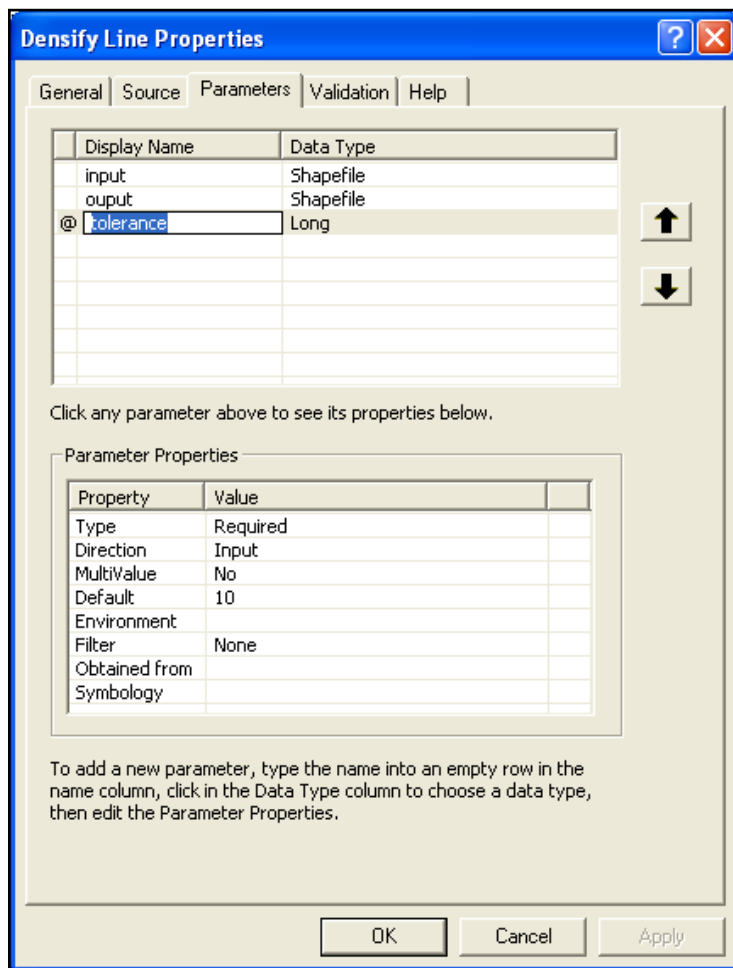 Densify Line Properties
General Source Parameters Validation Help
Display Name Data Type
input Shapefile
ouput Shapefile
@ tolerance Long
Click any parameter above to see its properties below.
Parameter Properties
Property Value
Type Required
Direction Input
MultiValue No
Default 10
Environment
Filter None
Obtained from
Symbology
To add a new parameter, type the name into an empty row in the
name column, click in the Data Type column to choose a data type,
then edit the Parameter Properties.
OK Cancel Apply